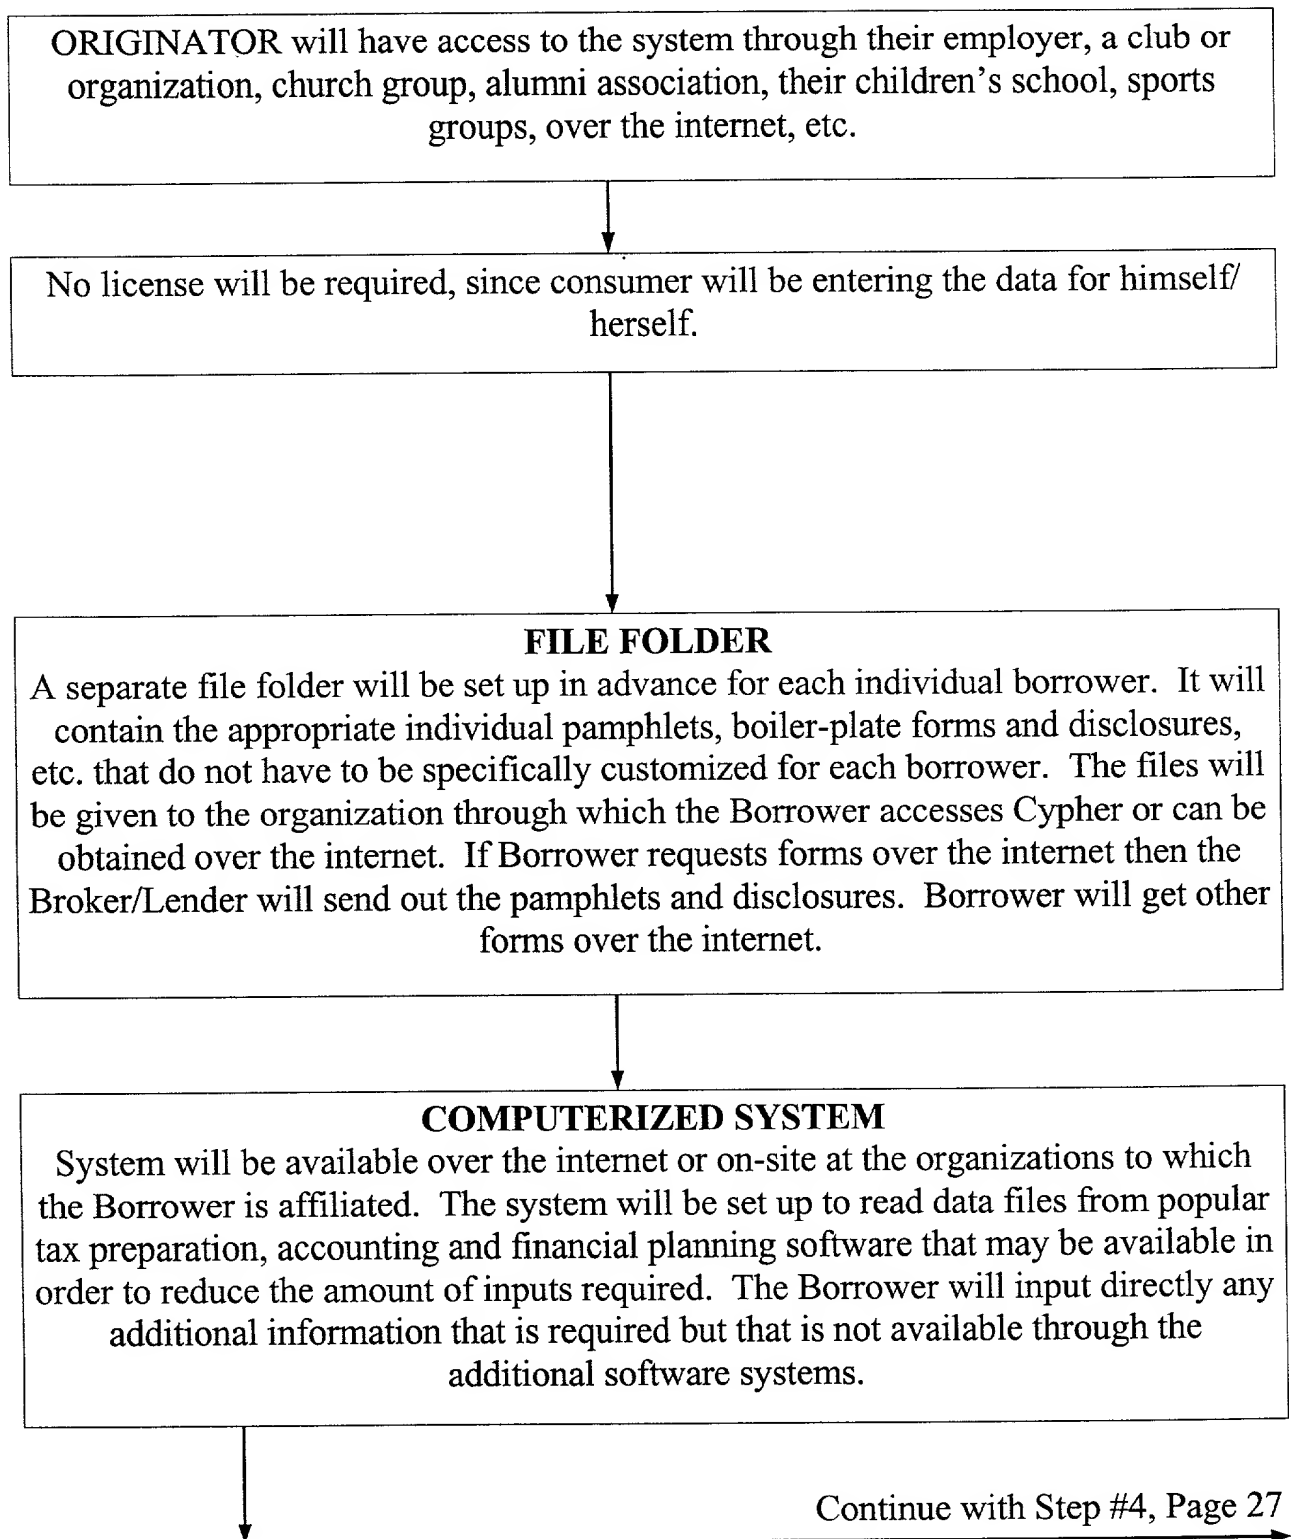 ORIGINATOR will have access to the system through their employer, a club or
organization, church group, alumni association, their children's school, sports
groups, over the internet, etc.
No license will be required, since consumer will be entering the data for himself/
herself.
FILE FOLDER
A separate file folder will be set up in advance for each individual borrower. It will
contain the appropriate individual pamphlets, boiler-plate forms and disclosures,
etc. that do not have to be specifically customized for each borrower. The files will
be given to the organization through which the Borrower accesses Cypher or can be
obtained over the internet. If Borrower requests forms over the internet then the
Broker/Lender will send out the pamphlets and disclosures. Borrower will get other
forms over the internet.
COMPUTERIZED SYSTEM
System will be available over the internet or on-site at the organizations to which
the Borrower is affiliated. The system will be set up to read data files from popular
tax preparation, accounting and financial planning software that may be available in
order to reduce the amount of inputs required. The Borrower will input directly any
additional information that is required but that is not available through the
additional software systems.
Continue with Step #4, Page 27